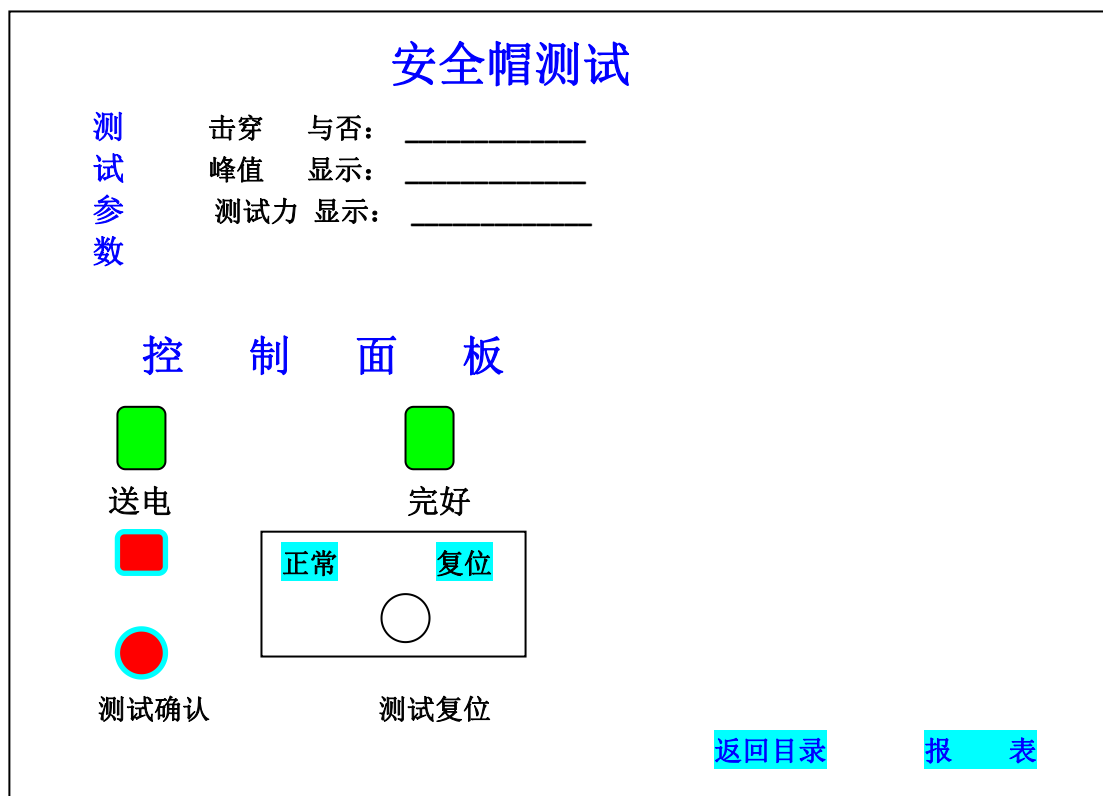 安全帽测试
测试参数
击穿 与否：
峰值 显示：
测试力 显示：
控 制 面 板
送电 完好
正常 复位
测试确认 测试复位
返回目录 报 表